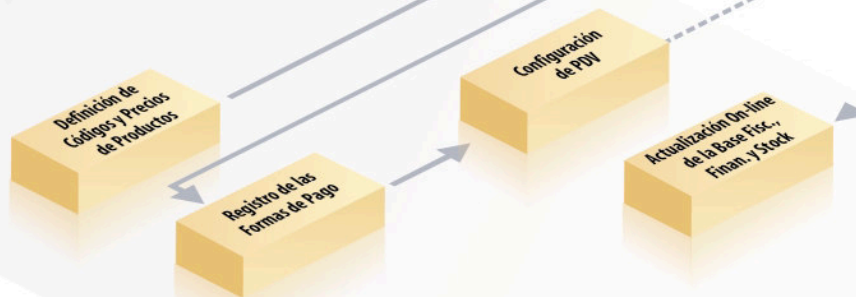 Definición de
Códigos y Precios
de Productos
Registro de las
Formas de Pago
Configuración
de PDV
Actualización On-line
de la Base Fisc.,
Finan. y Stock